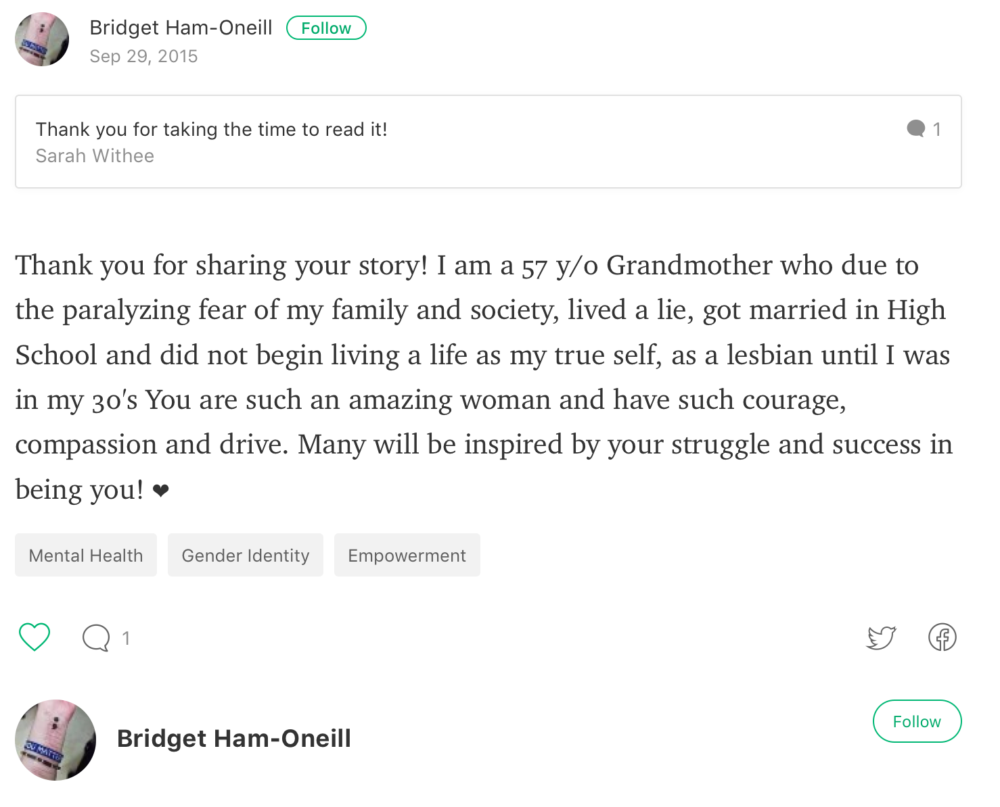 Bridget Ham-Oneill Follow
Sep 29, 2015
Thank you for taking the time to read it! 1
Sarah Withee
Thank you for sharing your story! I am a 57 y/o Grandmother who due to
the paralyzing fear of my family and society, lived a lie, got married in High
School and did not begin living a life as my true self, as a lesbian until I was
in my 30's You are such an amazing woman and have such courage,
compassion and drive. Many will be inspired by your struggle and success in
being you! ❤
Mental Health Gender Identity Empowerment
1
YOU MATTER
Bridget Ham-Oneill Follow